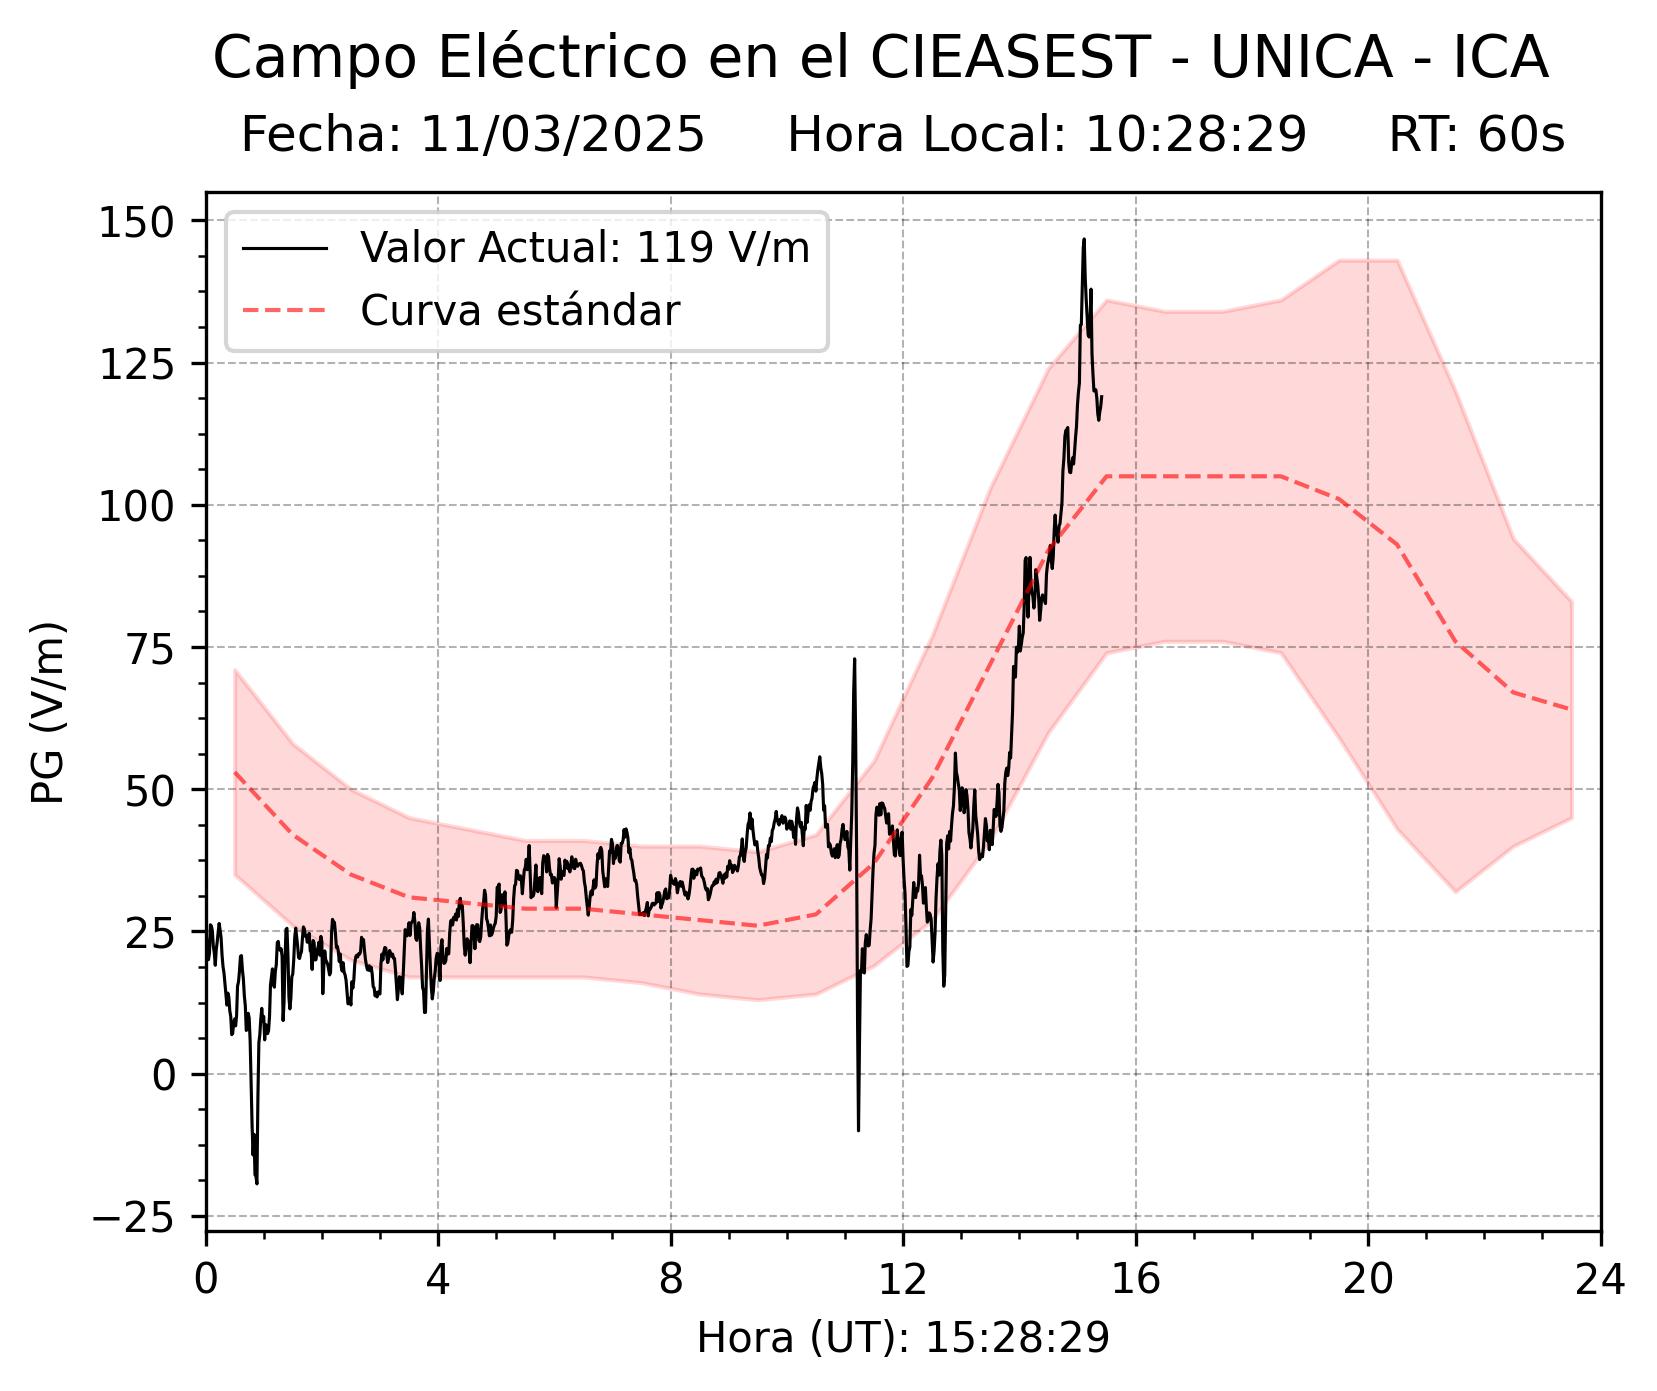 Campo Eléctrico en el CIEASEST - UNICA - ICA
Fecha: 11/03/2025 Hora Local: 10:28:29 RT: 60s
Valor Actual: 119 V/m
Curva estándar
PG (V/m)
150
125
100
75
50
25
0
−25
0 4 8 12 16 20 24
Hora (UT): 15:28:29